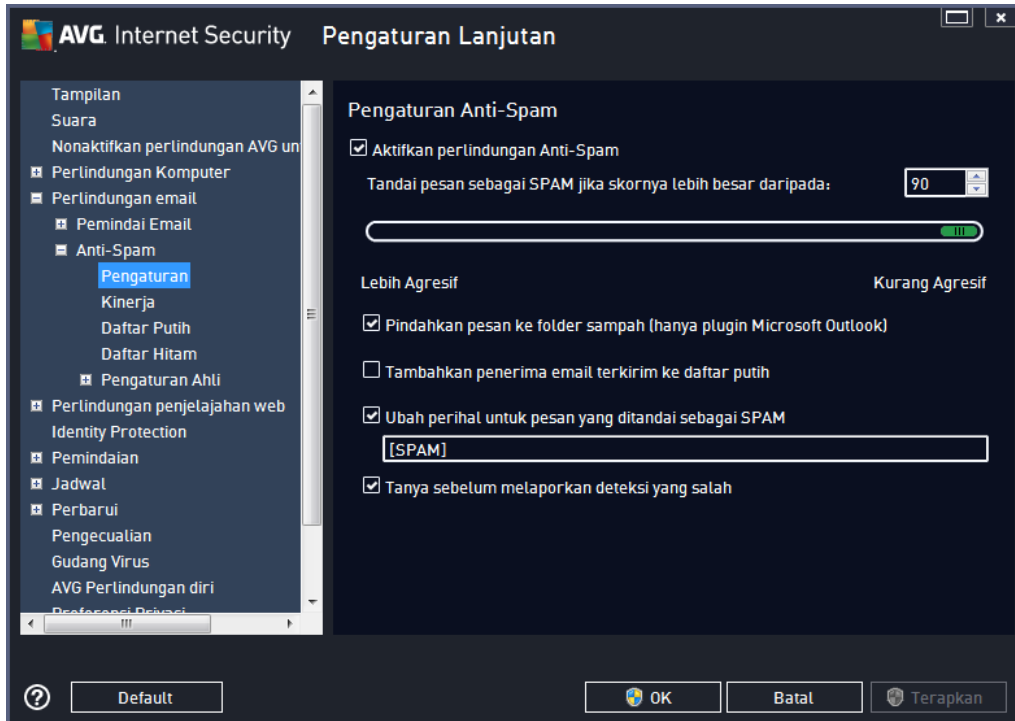 AVG. Internet Security Pengaturan Lanjutan
Tampilan
Suara
Nonaktifkan perlindungan AVG un
Perlindungan Komputer
Perlindungan email
Pemindai Email
Anti-Spam
Pengaturan
Kinerja
Daftar Putih
Daftar Hitam
Pengaturan Ahli
Perlindungan penjelajahan web
Identity Protection
Pemindaian
Jadwal
Perbarui
Pengecualian
Gudang Virus
AVG Perlindungan diri
Preferensi Privasi
Pengaturan Anti-Spam
Aktifkan perlindungan Anti-Spam
Tandai pesan sebagai SPAM jika skornya lebih besar daripada: 90
Lebih Agresif Kurang Agresif
Pindahkan pesan ke folder sampah (hanya plugin Microsoft Outlook)
Tambahkan penerima email terkirim ke daftar putih
Ubah perihal untuk pesan yang ditandai sebagai SPAM
[SPAM]
Tanya sebelum melaporkan deteksi yang salah
Default OK Batal Terapkan